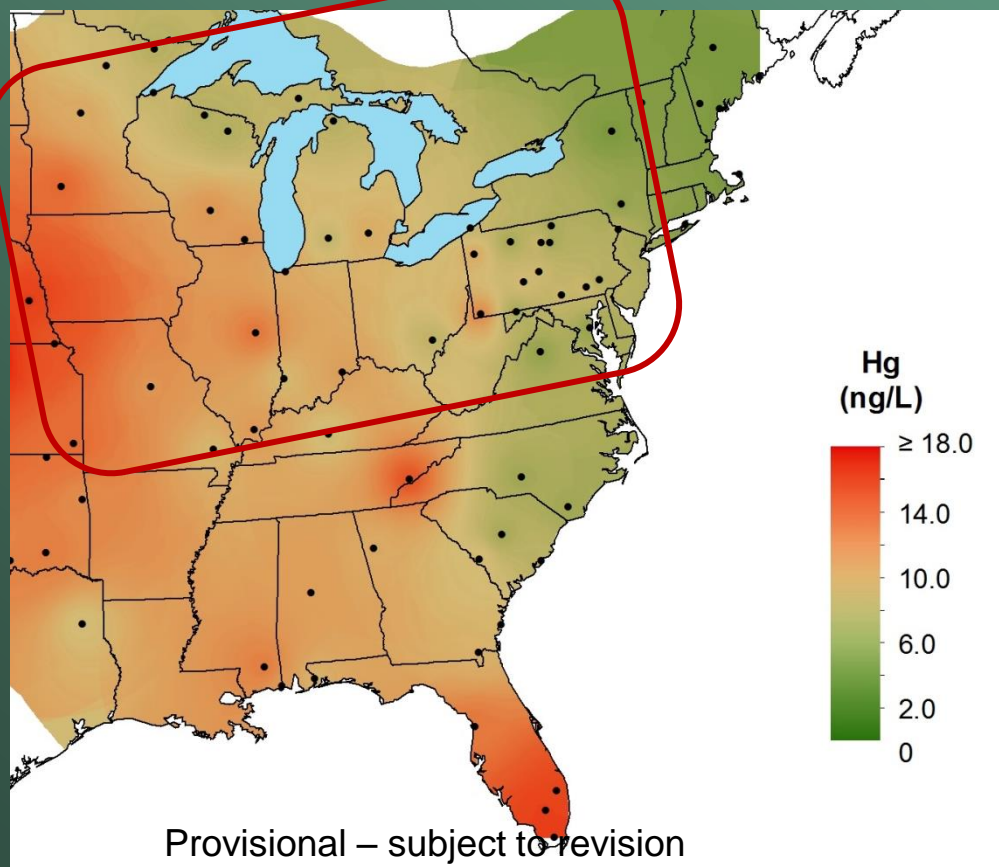 Hg
(ng/L)
≥ 18.0
14.0
10.0
6.0
2.0
0
Provisional – subject to revision